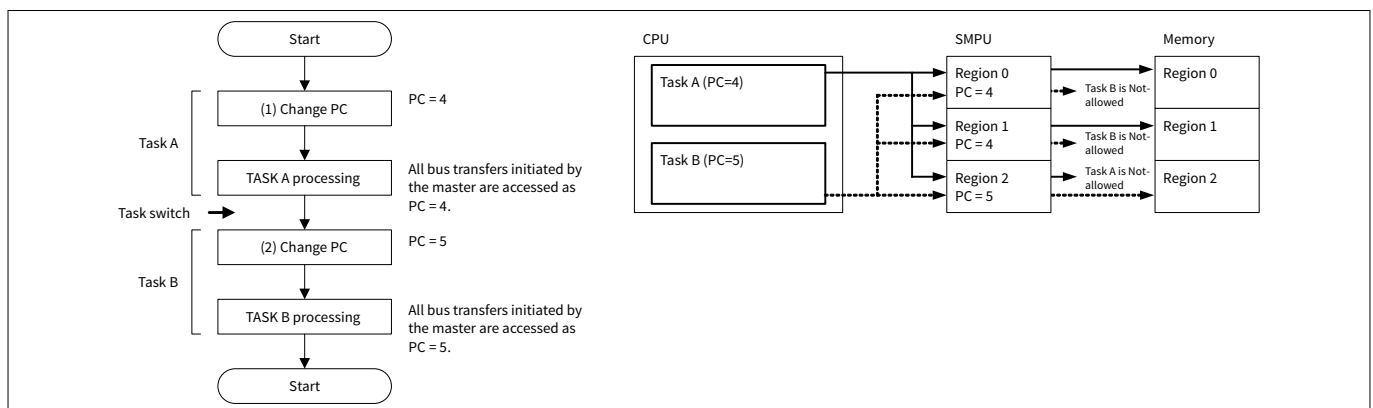 Start
(1) Change PC
PC = 4
Task A
TASK A processing
All bus transfers initiated by
the master are accessed as
PC = 4.
Task switch
(2) Change PC
PC = 5
Task B
TASK B processing
All bus transfers initiated by
the master are accessed as
PC = 5.
Start
CPU
SMPU
Memory
Task A (PC=4)
Task B (PC=5)
Region 0
PC = 4
Task B is Not-
allowed
Region 0
Region 1
PC = 4
Task B is Not-
allowed
Region 1
Region 2
PC = 5
Task A is Not-
allowed
Region 2